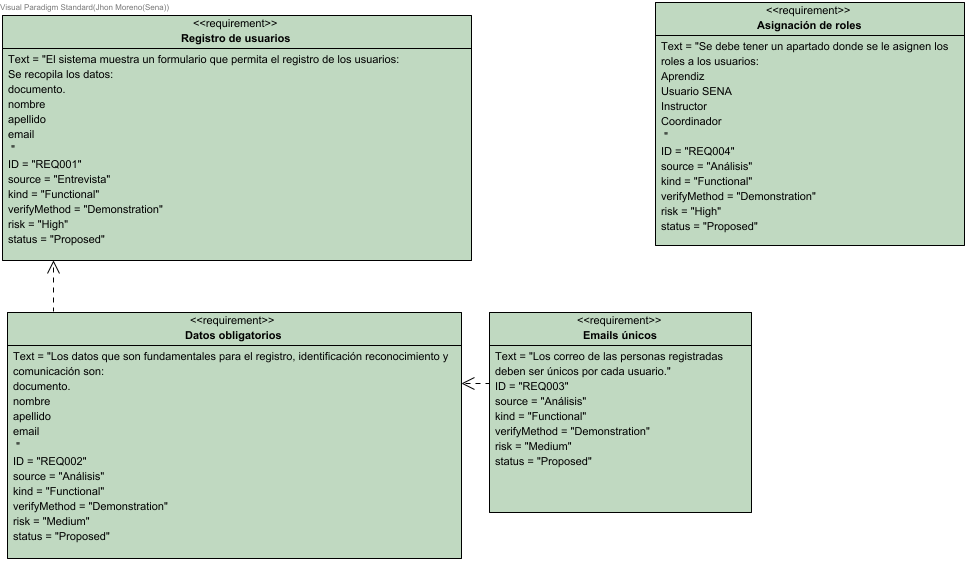 Visual Paradigm Standard(Jhon Moreno(Sena))
<<requirement>>
Registro de usuarios
Text = "El sistema muestra un formulario que permita el registro de los usuarios:
Se recopila los datos:
documento.
nombre
apellido
email
"
ID = "REQ001"
source = "Entrevista"
kind = "Functional"
verifyMethod = "Demonstration"
risk = "High"
status = "Proposed"
<<requirement>>
Asignación de roles
Text = "Se debe tener un apartado donde se le asignen los
roles a los usuarios:
Aprendiz
Usuario SENA
Instructor
Coordinador
"
ID = "REQ004"
source = "Análisis"
kind = "Functional"
verifyMethod = "Demonstration"
risk = "High"
status = "Proposed"
<<requirement>>
Datos obligatorios
Text = "Los datos que son fundamentales para el registro, identificación reconocimiento y
comunicación son:
documento.
nombre
apellido
email
"
ID = "REQ002"
source = "Análisis"
kind = "Functional"
verifyMethod = "Demonstration"
risk = "Medium"
status = "Proposed"
<<requirement>>
Emails únicos
Text = "Los correo de las personas registradas
deben ser únicos por cada usuario."
ID = "REQ003"
source = "Análisis"
kind = "Functional"
verifyMethod = "Demonstration"
risk = "Medium"
status = "Proposed"